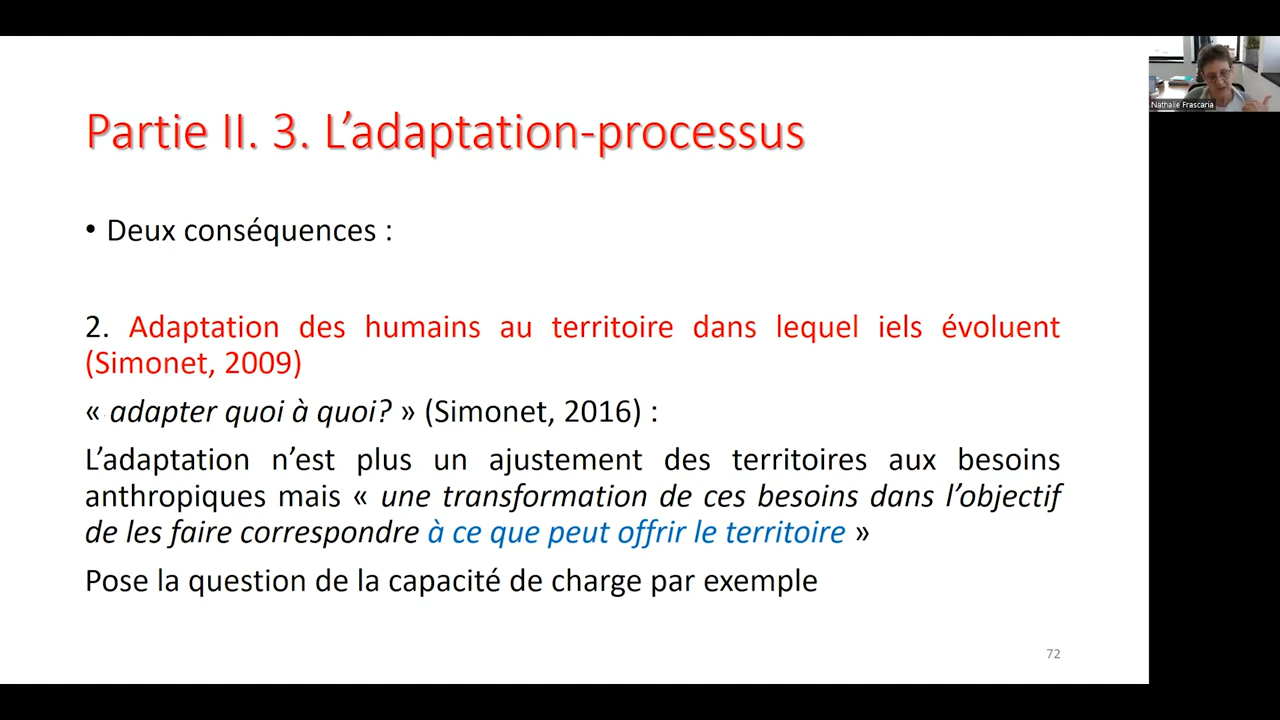 Partie II. 3. L’adaptation-processus
• Deux conséquences :
2. Adaptation des humains au territoire dans lequel iels évoluent
(Simonet, 2009)
« adapter quoi à quoi? » (Simonet, 2016) :
L’adaptation n’est plus un ajustement des territoires aux besoins
anthropiques mais « une transformation de ces besoins dans l’objectif
de les faire correspondre à ce que peut offrir le territoire »
Pose la question de la capacité de charge par exemple
72
Nathalie Frascaria